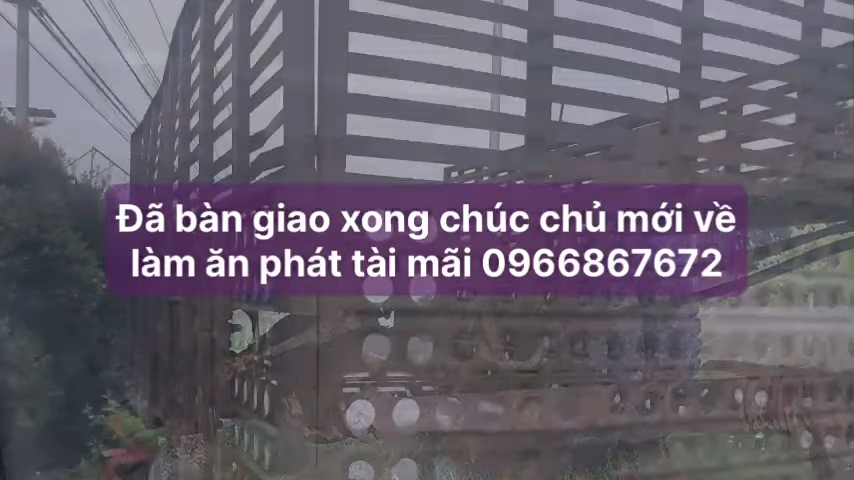 Đã bàn giao xong chúc chủ mới về
làm ăn phát tài mãi 0966867672